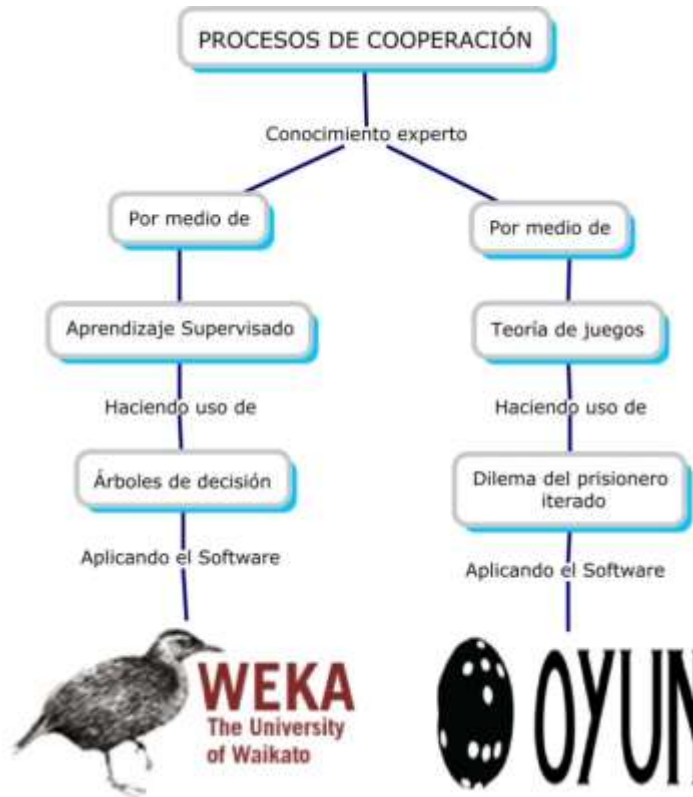 PROCESOS DE COOPERACIÓN
Conocimiento experto
Por medio de
Por medio de
Aprendizaje Supervisado
Teoría de juegos
Haciendo uso de
Haciendo uso de
Árboles de decisión
Dilema del prisionero
iterado
Aplicando el Software
Aplicando el Software
WEKA
The University
of Waikato
OYUN